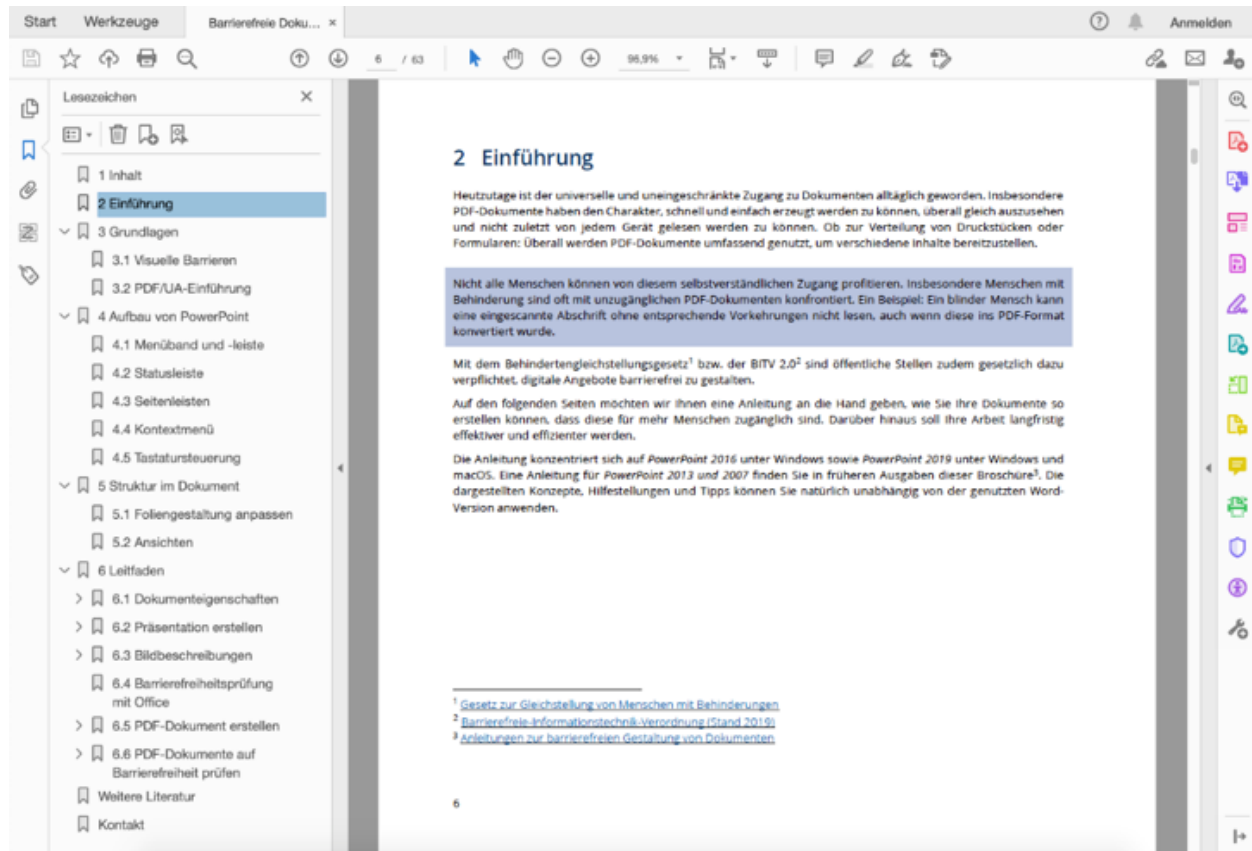 Start Werkzeuge Barrierefreie Doku... × Anmelden
6 / 63 96,9%
Lesezeichen
1 Inhalt
2 Einführung
3 Grundlagen
3.1 Visuelle Barrieren
3.2 PDF/UA-Einführung
4 Aufbau von PowerPoint
4.1 Menüband und -leiste
4.2 Statusleiste
4.3 Seitenleisten
4.4 Kontextmenü
4.5 Tastatursteuerung
5 Struktur im Dokument
5.1 Foliengestaltung anpassen
5.2 Ansichten
6 Leitfaden
6.1 Dokumenteigenschaften
6.2 Präsentation erstellen
6.3 Bildbeschreibungen
6.4 Barrierefreiheitsprüfung
mit Office
6.5 PDF-Dokument erstellen
6.6 PDF-Dokumente auf
Barrierefreiheit prüfen
Weitere Literatur
Kontakt
2 Einführung
Heutzutage ist der universelle und uneingeschränkte Zugang zu Dokumenten alltäglich geworden. Insbesondere
PDF-Dokumente haben den Charakter, schnell und einfach erzeugt werden zu können, überall gleich auszusehen
und nicht zuletzt von jedem Gerät gelesen werden zu können. Ob zur Verteilung von Druckstücken oder
Formularen: Überall werden PDF-Dokumente umfassend genutzt, um verschiedene Inhalte bereitzustellen.
Nicht alle Menschen können von diesem selbstverständlichen Zugang profitieren. Insbesondere Menschen mit
Behinderung sind oft mit unzugänglichen PDF-Dokumenten konfrontiert. Ein Beispiel: Ein blinder Mensch kann
eine eingescannte Abschrift ohne entsprechende Vorkehrungen nicht lesen, auch wenn diese ins PDF-Format
konvertiert wurde.
Mit dem Behindertengleichstellungsgesetz¹ bzw. der BITV 2.0² sind öffentliche Stellen zudem gesetzlich dazu
verpflichtet, digitale Angebote barrierefrei zu gestalten.
Auf den folgenden Seiten möchten wir Ihnen eine Anleitung an die Hand geben, wie Sie Ihre Dokumente so
erstellen können, dass diese für mehr Menschen zugänglich sind. Darüber hinaus soll Ihre Arbeit langfristig
effektiver und effizienter werden.
Die Anleitung konzentriert sich auf PowerPoint 2016 unter Windows sowie PowerPoint 2019 unter Windows und
macOS. Eine Anleitung für PowerPoint 2013 und 2007 finden Sie in früheren Ausgaben dieser Broschüre³. Die
dargestellten Konzepte, Hilfestellungen und Tipps können Sie natürlich unabhängig von der genutzten Word-
Version anwenden.
¹ Gesetz zur Gleichstellung von Menschen mit Behinderungen
² Barrierefreie-Informationstechnik-Verordnung (Stand 2019)
³ Anleitungen zur barrierefreien Gestaltung von Dokumenten
6